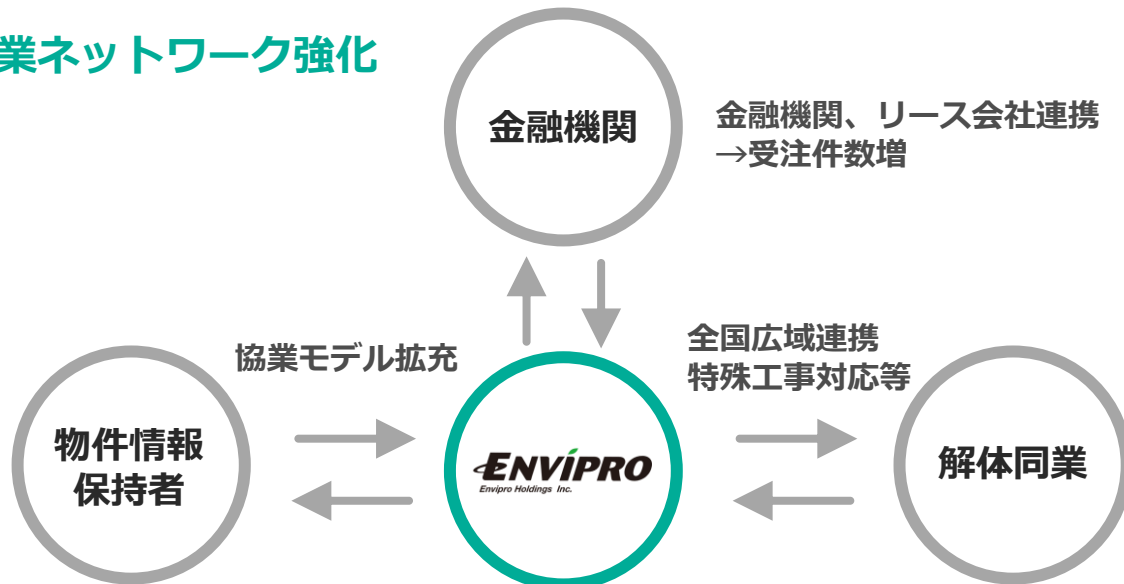 業ネットワーク強化
金融機関
金融機関、リース会社連携
→受注件数増
協業モデル拡充
全国広域連携
特殊工事対応等
物件情報
保持者
ENVIPRO
Envipro Holdings Inc.
解体同業